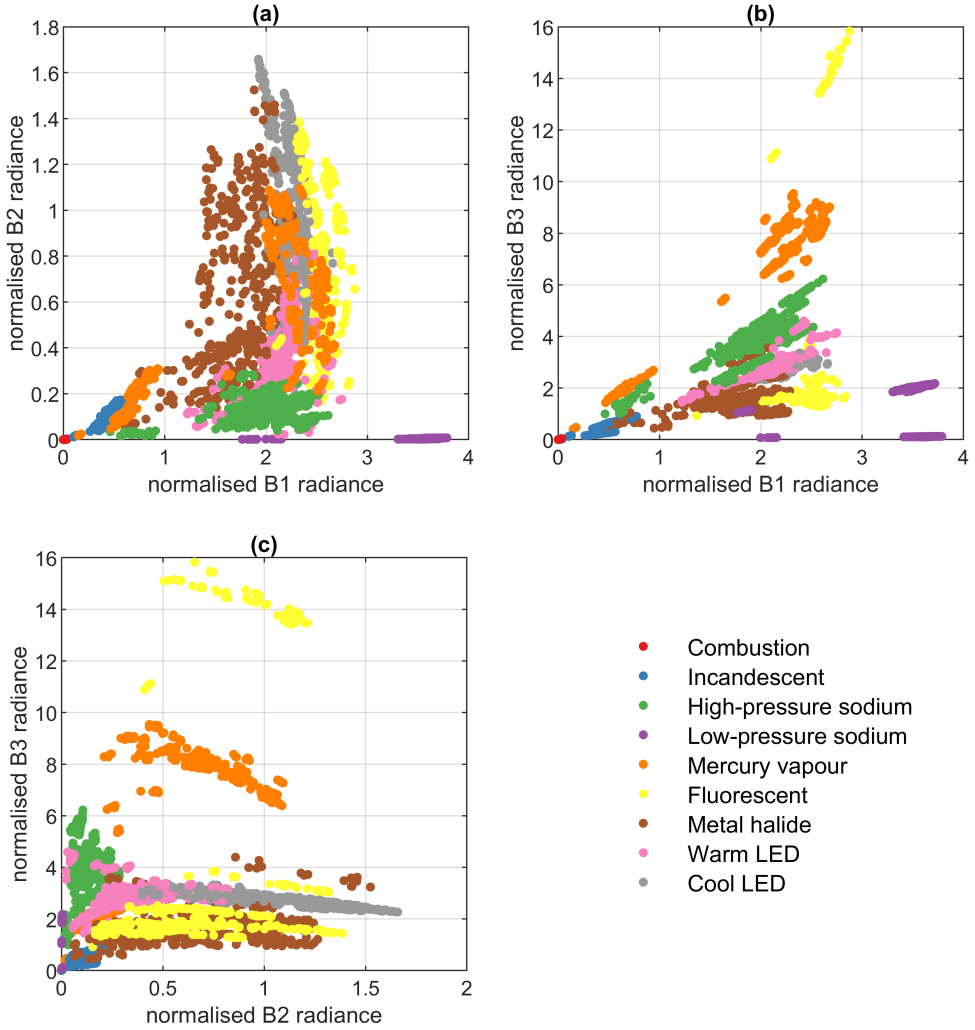 (a)
1.8
1.6
1.4
1.2
1
0.8
0.6
0.4
0.2
0
normalised B2 radiance
0 1 2 3 4
normalised B1 radiance
(b)
16
14
12
10
8
6
4
2
0
normalised B3 radiance
0 1 2 3 4
normalised B1 radiance
(c)
16
14
12
10
8
6
4
2
0
normalised B3 radiance
0 0.5 1 1.5 2
normalised B2 radiance
Combustion
Incandescent
High-pressure sodium
Low-pressure sodium
Mercury vapour
Fluorescent
Metal halide
Warm LED
Cool LED